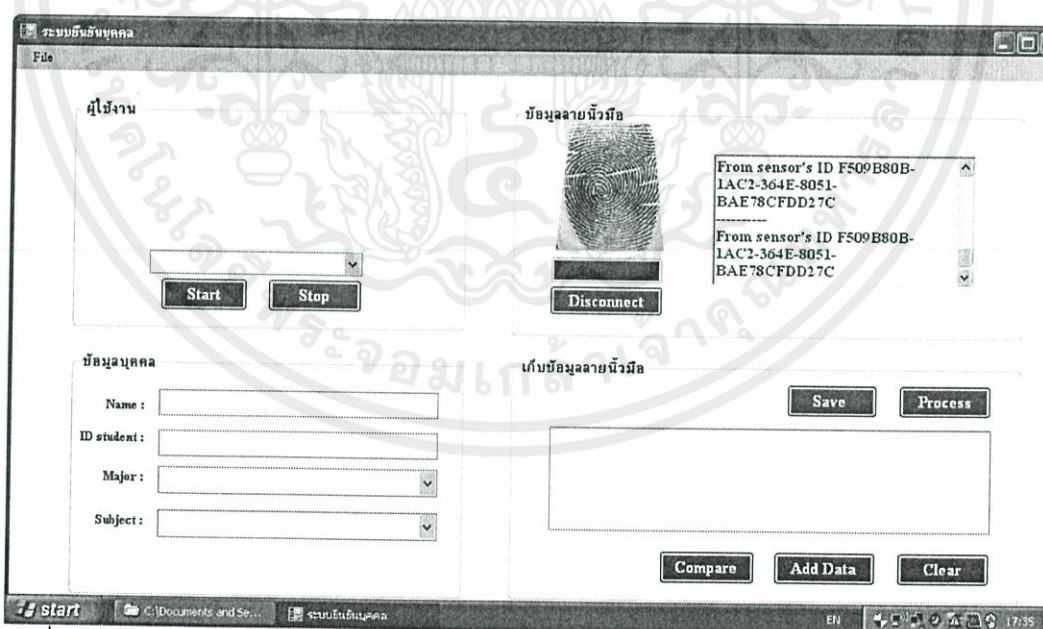 ระบบยืนยันบุคคล
File
ผู้ใช้งาน
Start
Stop
ข้อมูลลายนิ้วมือ
From sensor's ID F509B80B-
1AC2-364E-8051-
BAE78CFDD27C
----------
From sensor's ID F509B80B-
1AC2-364E-8051-
BAE78CFDD27C
Disconnect
ข้อมูลบุคคล
Name :
ID student :
Major :
Subject :
เก็บข้อมูลลายนิ้วมือ
Save
Process
Compare
Add Data
Clear
start
C:\Documents and Se...
ระบบยืนยันบุคคล
EN
17:35